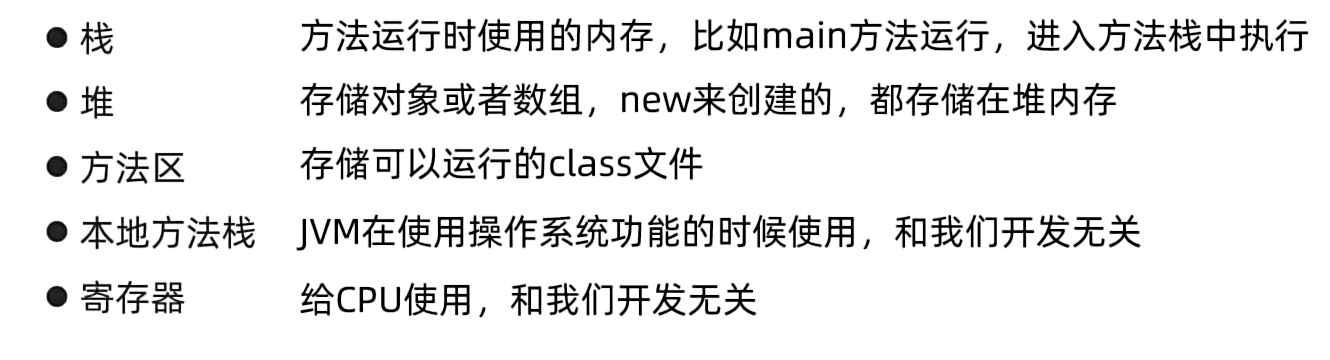 ● 栈 方法运行时使用的内存，比如main方法运行，进入方法栈中执行
● 堆 存储对象或者数组，new来创建的，都存储在堆内存
● 方法区 存储可以运行的class文件
● 本地方法栈 JVM在使用操作系统功能的时候使用，和我们开发无关
● 寄存器 给CPU使用，和我们开发无关